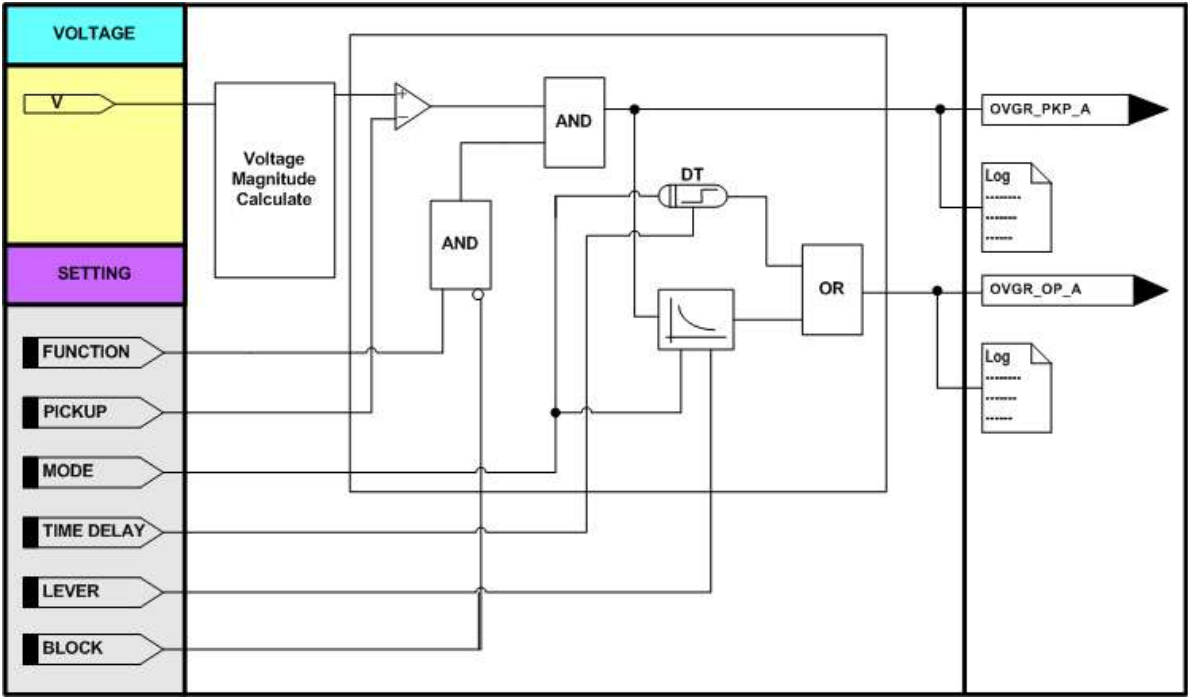 VOLTAGE
V
Voltage
Magnitude
Calculate
+
−
AND
AND
DT
OR
OVGR_PKP_A
Log
OVGR_OP_A
Log
SETTING
FUNCTION
PICKUP
MODE
TIME DELAY
LEVER
BLOCK